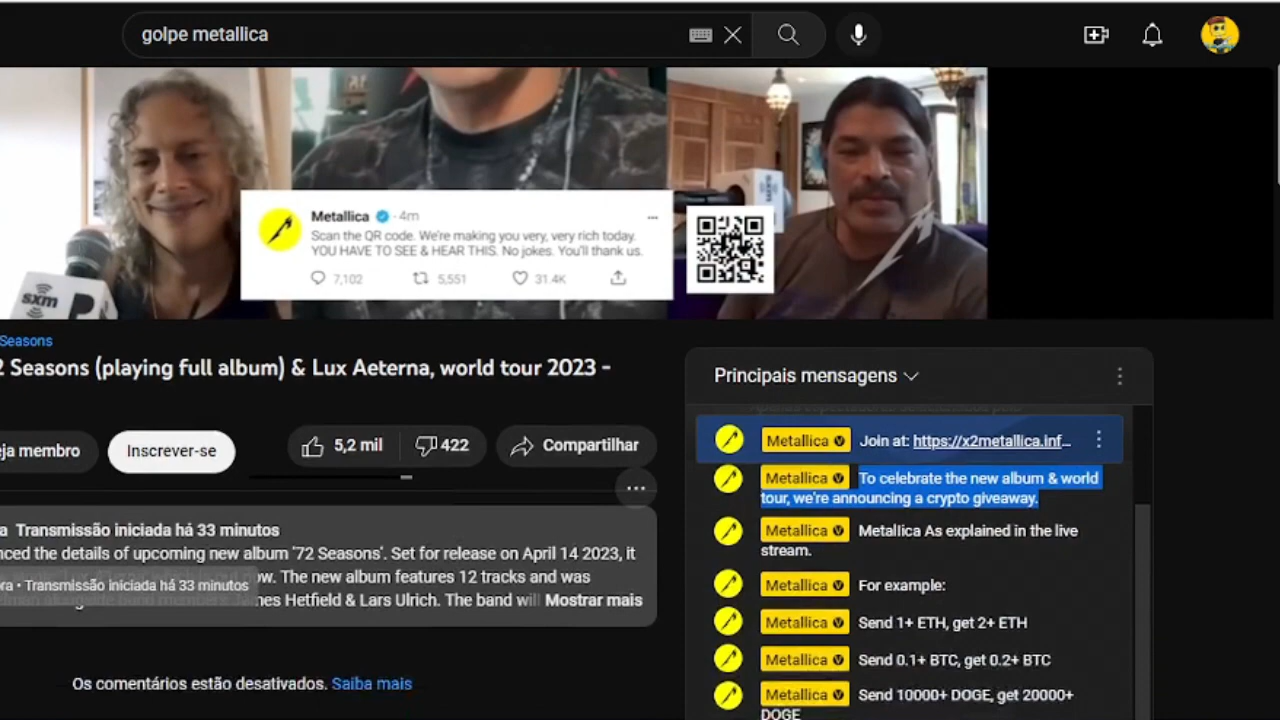 golpe metallica
Metallica · 4m
Scan the QR code. We're making you very, very rich today.
YOU HAVE TO SEE & HEAR THIS. No jokes. You'll thank us.
7,102 5,551 31.4K
sxm
Seasons
2 Seasons (playing full album) & Lux Aeterna, world tour 2023 -
eja membro
Inscrever-se
5,2 mil 422
Compartilhar
a Transmissão iniciada há 33 minutos
nced the details of upcoming new album '72 Seasons'. Set for release on April 14 2023, it
ra • Transmissão iniciada há 33 minutos
ow. The new album features 12 tracks and was
mes Hetfield & Lars Ulrich. The band will Mostrar mais
Os comentários estão desativados. Saiba mais
Principais mensagens
Metallica Join at: https://x2metallica.inf...
Metallica To celebrate the new album & world
tour, we're announcing a crypto giveaway.
Metallica Metallica As explained in the live
stream.
Metallica For example:
Metallica Send 1+ ETH, get 2+ ETH
Metallica Send 0.1+ BTC, get 0.2+ BTC
Metallica Send 10000+ DOGE, get 20000+
DOGE